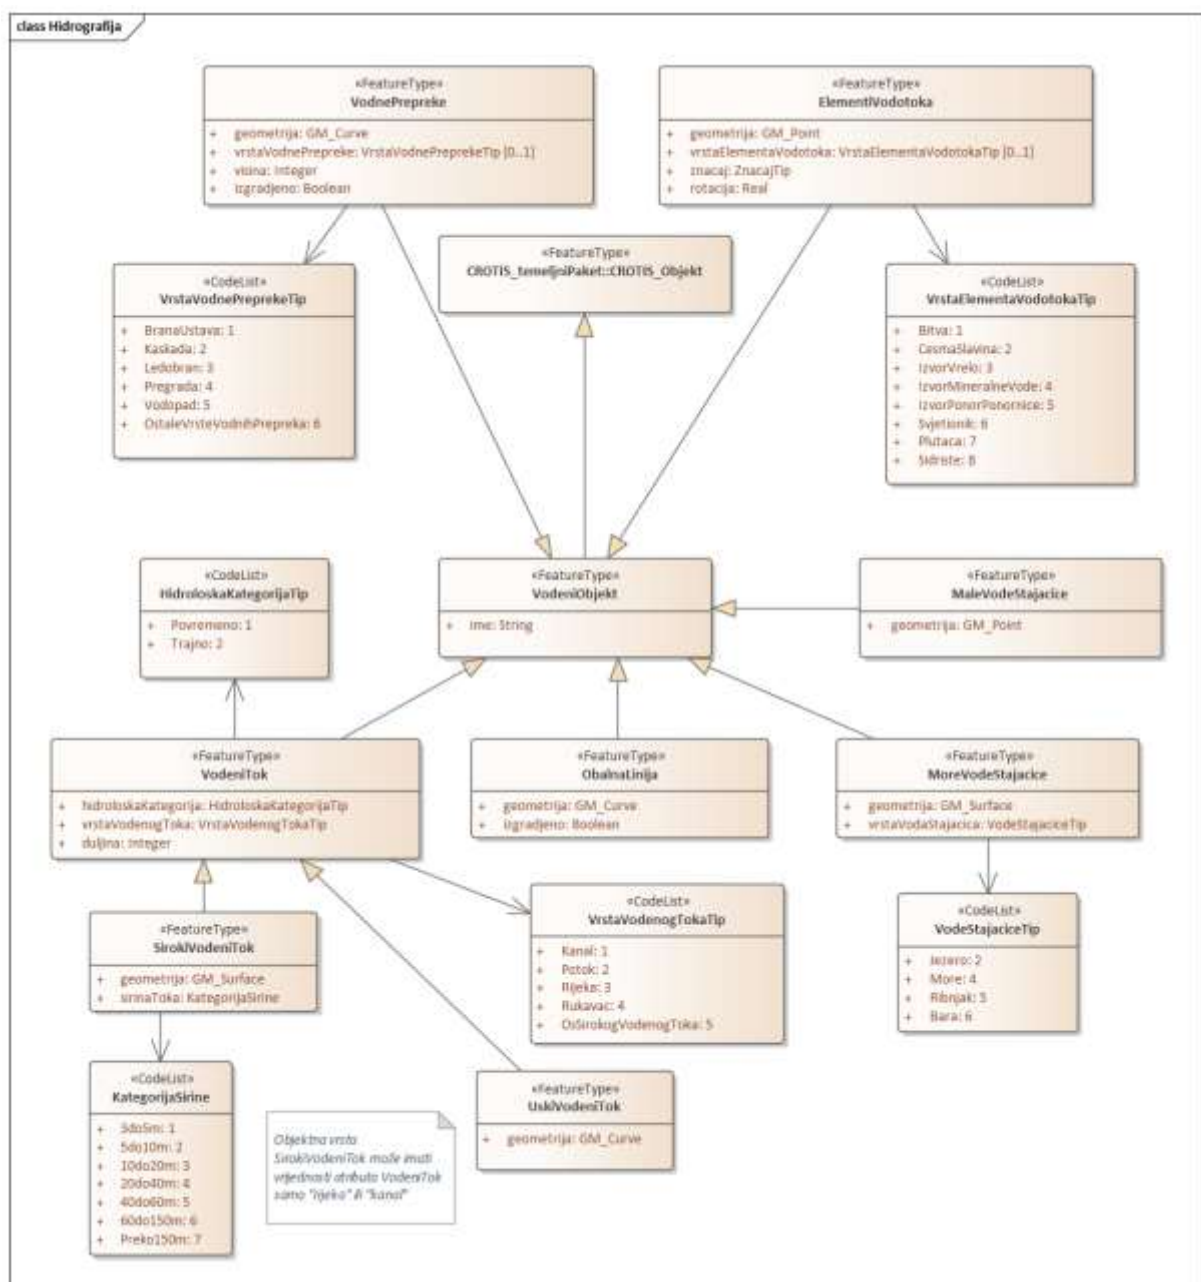 class Hidrografija
«FeatureType»
VodnePrepreke
+ geometrija: GM_Curve
+ vrstaVodnePrepreke: VrstaVodnePreprekeTip [0..1]
+ visina: Integer
+ izgradjeno: Boolean
«FeatureType»
ElementiVodotoka
+ geometrija: GM_Point
+ vrstaElementaVodotoka: VrstaElementaVodotokaTip [0..1]
+ znacaj: ZnacajTip
+ rotacija: Real
«FeatureType»
CROTIS_temeljniPaket::CROTIS_Objekt
«CodeList»
VrstaVodnePreprekeTip
+ BranaUstava: 1
+ Kaskada: 2
+ Ledobran: 3
+ Pregrada: 4
+ Vodopad: 5
+ OstaleVrsteVodnihPrepreka: 6
«CodeList»
VrstaElementaVodotokaTip
+ Bitva: 1
+ CesmaSlavina: 2
+ IzvorVrelo: 3
+ IzvorMineralneVode: 4
+ IzvorPonorPonornice: 5
+ Svjetionik: 6
+ Plutaca: 7
+ Sidriste: 8
«CodeList»
HidroloskaKategorijaTip
+ Povremeno: 1
+ Trajno: 2
«FeatureType»
VodeniObjekt
+ ime: String
«FeatureType»
MaleVodeStajacice
+ geometrija: GM_Point
«FeatureType»
VodeniTok
+ hidroloskaKategorija: HidroloskaKategorijaTip
+ vrstaVodenogToka: VrstaVodenogTokaTip
+ duljina: Integer
«FeatureType»
ObalnaLinija
+ geometrija: GM_Curve
+ izgradjeno: Boolean
«FeatureType»
MoreVodeStajacice
+ geometrija: GM_Surface
+ vrstaVodaStajacica: VodeStajaciceTip
«FeatureType»
SirokiVodeniTok
+ geometrija: GM_Surface
+ sirinaToka: KategorijaSirine
«CodeList»
VrstaVodenogTokaTip
+ Kanal: 1
+ Potok: 2
+ Rijeka: 3
+ Rukavac: 4
+ OsSirokogVodenogToka: 5
«CodeList»
VodeStajaciceTip
+ Jezero: 2
+ More: 4
+ Ribnjak: 5
+ Bara: 6
«CodeList»
KategorijaSirine
+ 3do5m: 1
+ 5do10m: 2
+ 10do20m: 3
+ 20do40m: 4
+ 40do60m: 5
+ 60do150m: 6
+ Preko150m: 7
Objektna vrsta
SirokiVodeniTok može imati
vrijednosti atributa VodeniTok
samo "rijeka" ili "kanal"
«FeatureType»
UskiVodeniTok
+ geometrija: GM_Curve